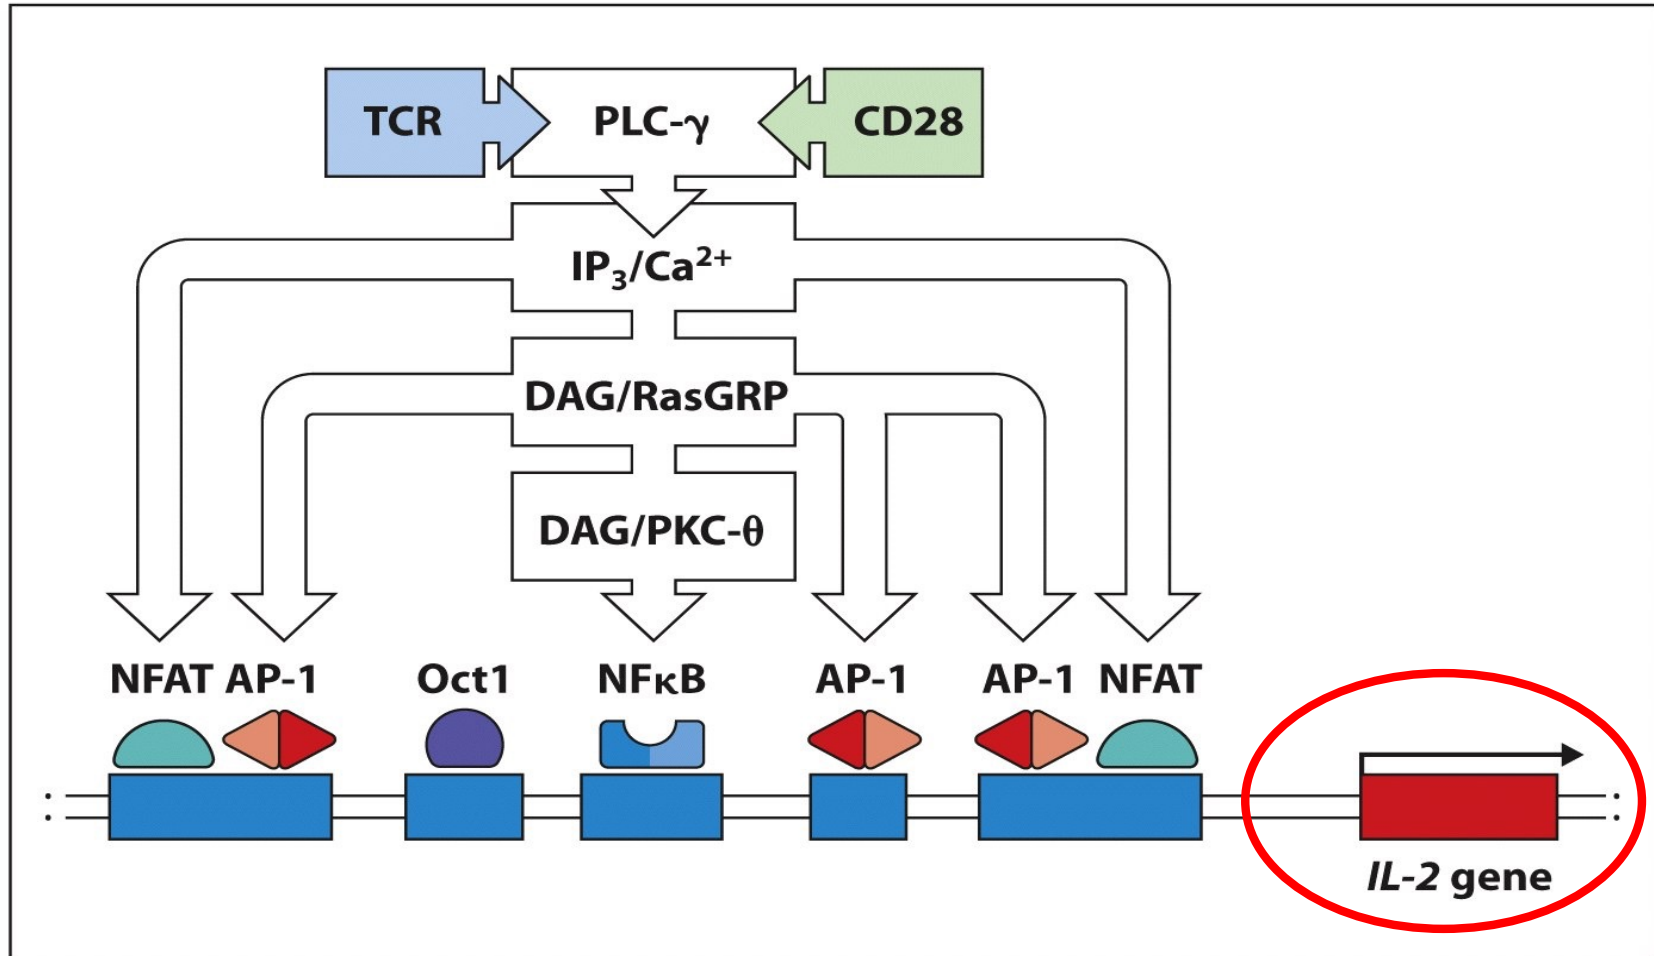 TCR PLC-γ CD28
IP₃/Ca²⁺
DAG/RasGRP
DAG/PKC-θ
NFAT AP-1 Oct1 NFκB AP-1 AP-1 NFAT
IL-2 gene